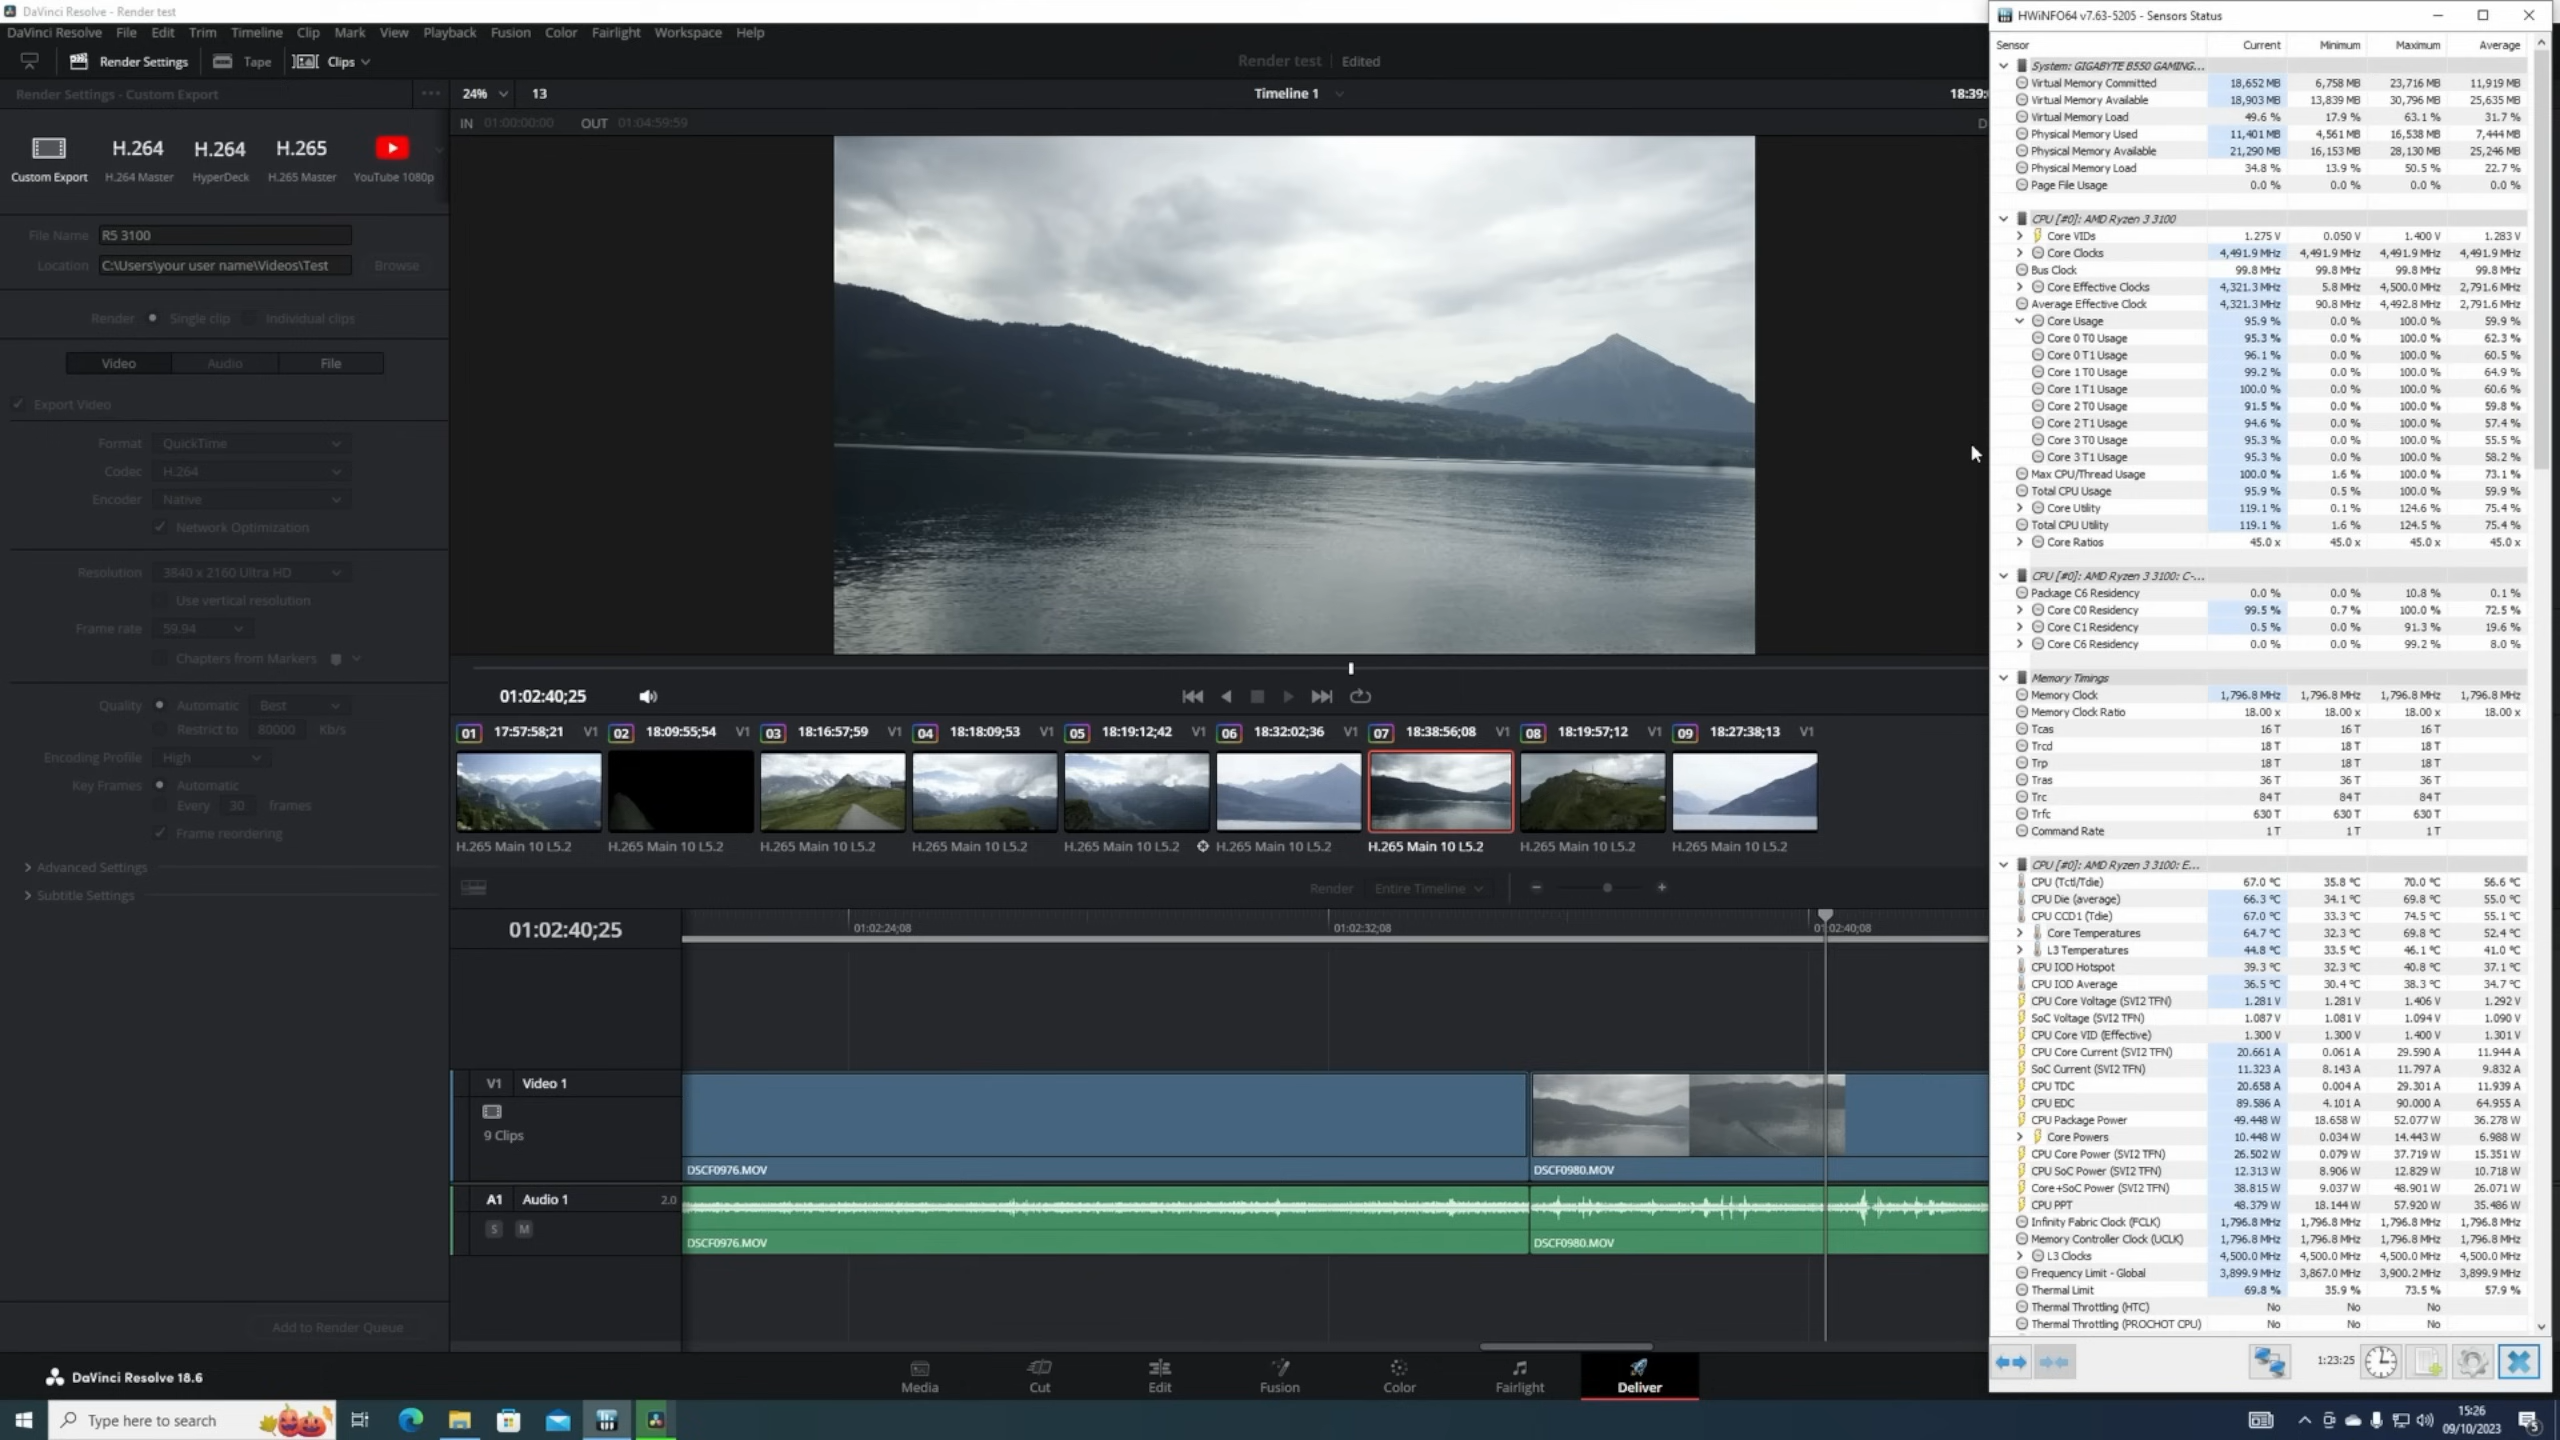 DaVinci Resolve - Render test
DaVinci Resolve File Edit Trim Timeline Clip Mark View Playback Fusion Color Fairlight Workspace Help
Render Settings Tape Clips
Render test Edited
Render Settings - Custom Export
24% 13 Timeline 1 18:39:
IN 01:00:00:00 OUT 01:04:59:59 D
H.264 H.264 H.265
Custom Export H.264 Master HyperDeck H.265 Master YouTube 1080p
File Name R5 3100
Location C:\Users\your user name\Videos\Test Browse
Render Single clip Individual clips
Video Audio File
Export Video
Format QuickTime
Codec H.264
Encoder Native
Network Optimization
Resolution 3840 x 2160 Ultra HD
Use vertical resolution
Frame rate 59.94
Chapters from Markers
Quality Automatic Best
Restrict to 80000 Kb/s
Encoding Profile High
Key Frames Automatic
Every 30 frames
Frame reordering
Advanced Settings
Subtitle Settings
Add to Render Queue
01:02:40;25
01 17:57:58;21 V1 02 18:09:55;54 V1 03 18:16:57;59 V1 04 18:18:09;53 V1 05 18:19:12;42 V1 06 18:32:02;36 V1 07 18:38:56;08 V1 08 18:19:57;12 V1 09 18:27:38;13 V1
H.265 Main 10 L5.2 H.265 Main 10 L5.2 H.265 Main 10 L5.2 H.265 Main 10 L5.2 H.265 Main 10 L5.2 H.265 Main 10 L5.2 H.265 Main 10 L5.2 H.265 Main 10 L5.2 H.265 Main 10 L5.2
Render Entire Timeline
01:02:40;25 01:02:24;08 01:02:32;08 01:02:40;08
V1 Video 1
9 Clips
DSCF0976.MOV DSCF0980.MOV
A1 Audio 1 2.0
S M
DSCF0976.MOV DSCF0980.MOV
DaVinci Resolve 18.6
Media Cut Edit Fusion Color Fairlight Deliver
HWiNFO64 v7.63-5205 - Sensors Status
Sensor Current Minimum Maximum Average
System: GIGABYTE B550 GAMING...
Virtual Memory Committed 18,652 MB 6,758 MB 23,716 MB 11,919 MB
Virtual Memory Available 18,903 MB 13,839 MB 30,796 MB 25,635 MB
Virtual Memory Load 49.6 % 17.9 % 63.1 % 31.7 %
Physical Memory Used 11,401 MB 4,561 MB 16,538 MB 7,444 MB
Physical Memory Available 21,290 MB 16,153 MB 28,130 MB 25,246 MB
Physical Memory Load 34.8 % 13.9 % 50.5 % 22.7 %
Page File Usage 0.0 % 0.0 % 0.0 % 0.0 %
CPU [#0]: AMD Ryzen 3 3100
Core VIDs 1.275 V 0.050 V 1.400 V 1.283 V
Core Clocks 4,491.9 MHz 4,491.9 MHz 4,491.9 MHz 4,491.9 MHz
Bus Clock 99.8 MHz 99.8 MHz 99.8 MHz 99.8 MHz
Core Effective Clocks 4,321.3 MHz 5.8 MHz 4,500.0 MHz 2,791.6 MHz
Average Effective Clock 4,321.3 MHz 90.8 MHz 4,492.8 MHz 2,791.6 MHz
Core Usage 95.9 % 0.0 % 100.0 % 59.9 %
Core 0 T0 Usage 95.3 % 0.0 % 100.0 % 62.3 %
Core 0 T1 Usage 96.1 % 0.0 % 100.0 % 60.5 %
Core 1 T0 Usage 99.2 % 0.0 % 100.0 % 64.9 %
Core 1 T1 Usage 100.0 % 0.0 % 100.0 % 60.6 %
Core 2 T0 Usage 91.5 % 0.0 % 100.0 % 59.8 %
Core 2 T1 Usage 94.6 % 0.0 % 100.0 % 57.4 %
Core 3 T0 Usage 95.3 % 0.0 % 100.0 % 55.5 %
Core 3 T1 Usage 95.3 % 0.0 % 100.0 % 58.2 %
Max CPU/Thread Usage 100.0 % 1.6 % 100.0 % 73.1 %
Total CPU Usage 95.9 % 0.5 % 100.0 % 59.9 %
Core Utility 119.1 % 0.1 % 124.6 % 75.4 %
Total CPU Utility 119.1 % 1.6 % 124.5 % 75.4 %
Core Ratios 45.0 x 45.0 x 45.0 x 45.0 x
CPU [#0]: AMD Ryzen 3 3100: C-...
Package C6 Residency 0.0 % 0.0 % 10.8 % 0.1 %
Core C0 Residency 99.5 % 0.7 % 100.0 % 72.5 %
Core C1 Residency 0.5 % 0.0 % 91.3 % 19.6 %
Core C6 Residency 0.0 % 0.0 % 99.2 % 8.0 %
Memory Timings
Memory Clock 1,796.8 MHz 1,796.8 MHz 1,796.8 MHz 1,796.8 MHz
Memory Clock Ratio 18.00 x 18.00 x 18.00 x 18.00 x
Tcas 16 T 16 T 16 T
Trcd 18 T 18 T 18 T
Trp 18 T 18 T 18 T
Tras 36 T 36 T 36 T
Trc 84 T 84 T 84 T
Trfc 630 T 630 T 630 T
Command Rate 1 T 1 T 1 T
CPU [#0]: AMD Ryzen 3 3100: E...
CPU (Tctl/Tdie) 67.0 °C 35.8 °C 70.0 °C 56.6 °C
CPU Die (average) 66.3 °C 34.1 °C 69.8 °C 55.0 °C
CPU CCD1 (Tdie) 67.0 °C 33.3 °C 74.5 °C 55.1 °C
Core Temperatures 64.7 °C 32.3 °C 69.8 °C 52.4 °C
L3 Temperatures 44.8 °C 33.5 °C 46.1 °C 41.0 °C
CPU IOD Hotspot 39.3 °C 32.3 °C 40.8 °C 37.1 °C
CPU IOD Average 36.5 °C 30.4 °C 38.3 °C 34.7 °C
CPU Core Voltage (SVI2 TFN) 1.281 V 1.281 V 1.406 V 1.292 V
SoC Voltage (SVI2 TFN) 1.087 V 1.081 V 1.094 V 1.090 V
CPU Core VID (Effective) 1.300 V 1.300 V 1.400 V 1.301 V
CPU Core Current (SVI2 TFN) 20.661 A 0.061 A 29.590 A 11.944 A
SoC Current (SVI2 TFN) 11.323 A 8.143 A 11.797 A 9.832 A
CPU TDC 20.658 A 0.004 A 29.301 A 11.939 A
CPU EDC 89.586 A 4.101 A 90.000 A 64.955 A
CPU Package Power 49.448 W 18.658 W 52.077 W 36.278 W
Core Powers 10.448 W 0.034 W 14.443 W 6.988 W
CPU Core Power (SVI2 TFN) 26.502 W 0.079 W 37.719 W 15.351 W
CPU SoC Power (SVI2 TFN) 12.313 W 8.906 W 12.829 W 10.718 W
Core+SoC Power (SVI2 TFN) 38.815 W 9.037 W 48.901 W 26.071 W
CPU PPT 48.379 W 18.144 W 57.920 W 35.486 W
Infinity Fabric Clock (FCLK) 1,796.8 MHz 1,796.8 MHz 1,796.8 MHz 1,796.8 MHz
Memory Controller Clock (UCLK) 1,796.8 MHz 1,796.8 MHz 1,796.8 MHz 1,796.8 MHz
L3 Clocks 4,500.0 MHz 4,500.0 MHz 4,500.0 MHz 4,500.0 MHz
Frequency Limit - Global 3,899.9 MHz 3,867.0 MHz 3,900.2 MHz 3,899.9 MHz
Thermal Limit 69.8 % 35.9 % 73.5 % 57.9 %
Thermal Throttling (HTC) No No No
Thermal Throttling (PROCHOT CPU) No No No
1:23:25
Type here to search
15:26
09/10/2023
5